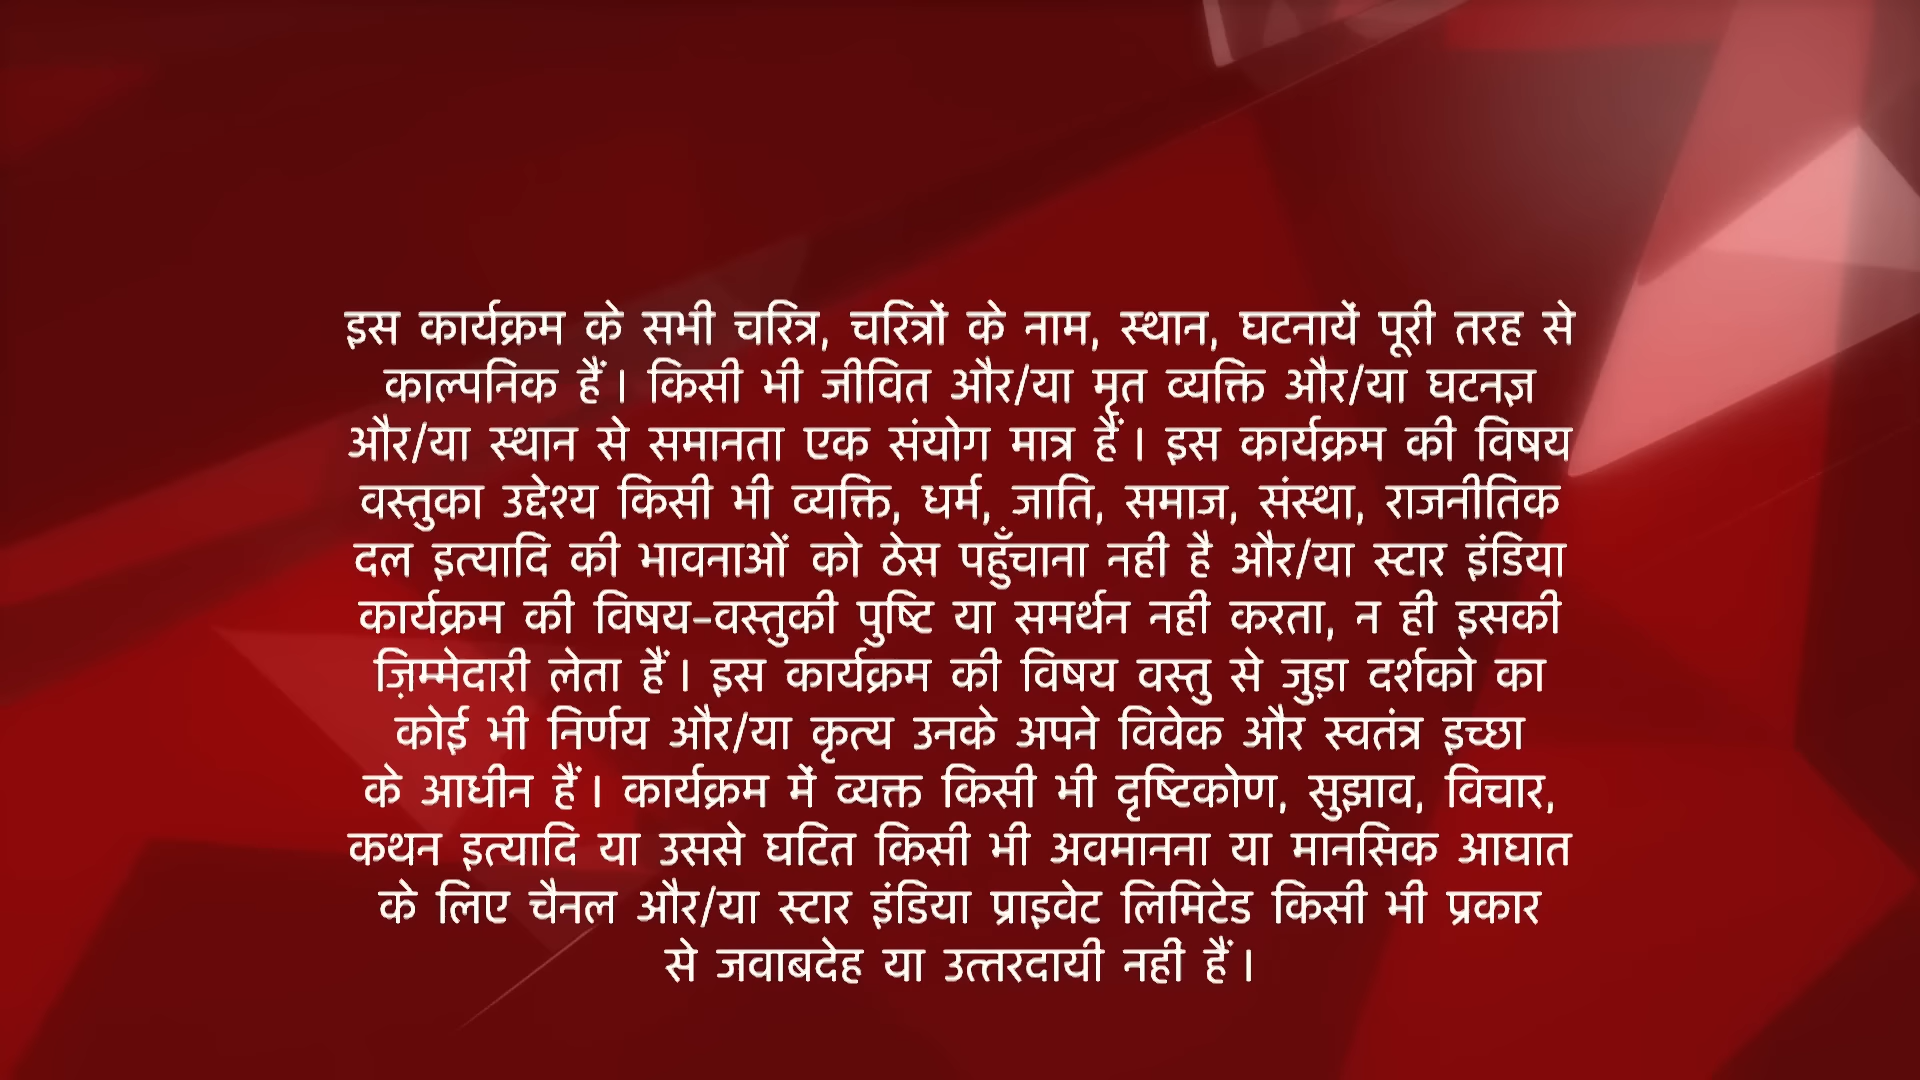 इस कार्यक्रम के सभी चरित्र, चरित्रों के नाम, स्थान, घटनायें पूरी तरह से
काल्पनिक हैं। किसी भी जीवित और/या मृत व्यक्ति और/या घटनज्ञ
और/या स्थान से समानता एक संयोग मात्र हैं। इस कार्यक्रम की विषय
वस्तुका उद्देश्य किसी भी व्यक्ति, धर्म, जाति, समाज, संस्था, राजनीतिक
दल इत्यादि की भावनाओं को ठेस पहुँचाना नही है और/या स्टार इंडिया
कार्यक्रम की विषय-वस्तुकी पुष्टि या समर्थन नही करता, न ही इसकी
ज़िम्मेदारी लेता हैं। इस कार्यक्रम की विषय वस्तु से जुड़ा दर्शको का
कोई भी निर्णय और/या कृत्य उनके अपने विवेक और स्वतंत्र इच्छा
के आधीन हैं। कार्यक्रम में व्यक्त किसी भी दृष्टिकोण, सुझाव, विचार,
कथन इत्यादि या उससे घटित किसी भी अवमानना या मानसिक आघात
के लिए चैनल और/या स्टार इंडिया प्राइवेट लिमिटेड किसी भी प्रकार
से जवाबदेह या उत्तरदायी नही हैं।